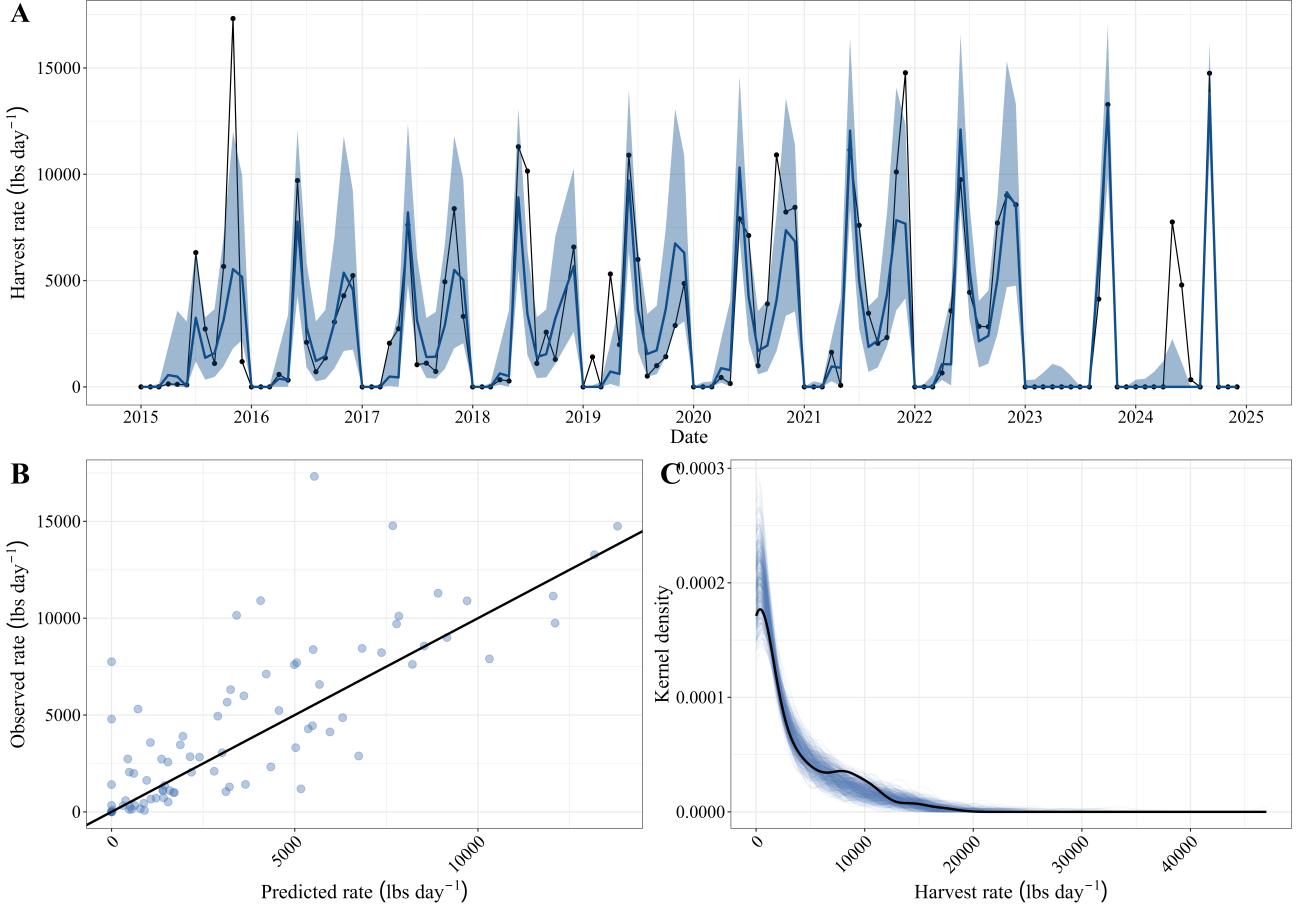 A
Harvest rate (lbs day⁻¹)
15000
10000
5000
0
2015 2016 2017 2018 2019 2020 2021 2022 2023 2024 2025
Date
B
Observed rate (lbs day⁻¹)
15000
10000
5000
0
0 5000 10000
Predicted rate (lbs day⁻¹)
C
Kernel density
0.0003
0.0002
0.0001
0.0000
0 10000 20000 30000 40000
Harvest rate (lbs day⁻¹)